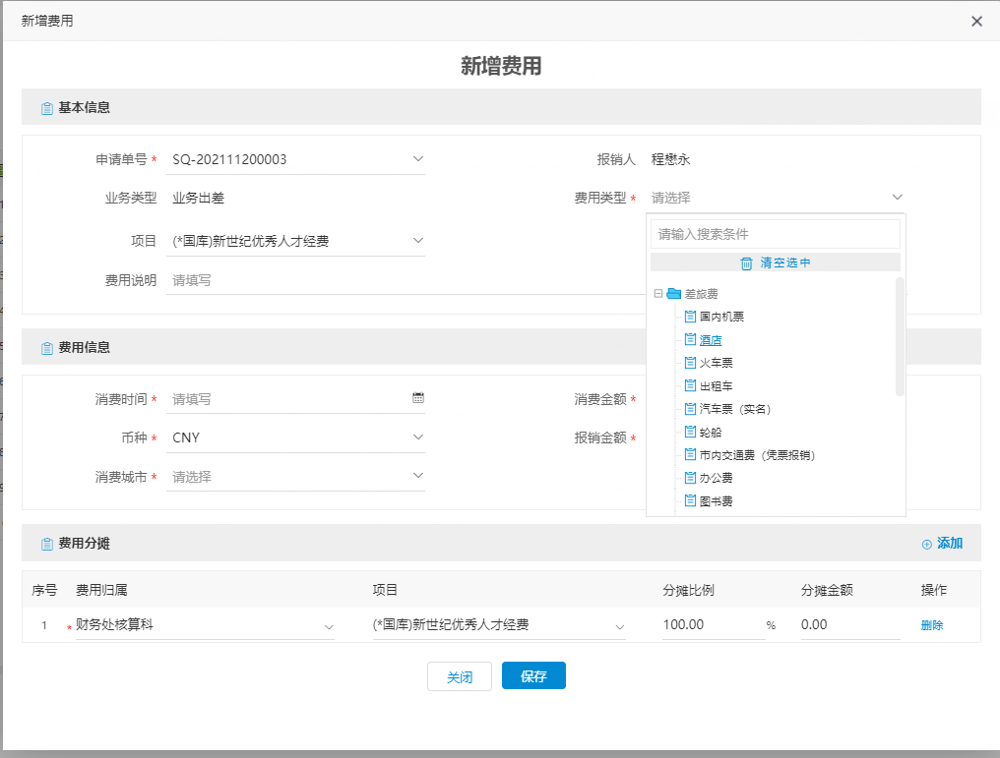 新增费用
新增费用
基本信息
申请单号 * SQ-202111200003 报销人 程懋永
业务类型 业务出差 费用类型 * 请选择
请输入搜索条件
项目 (*国库)新世纪优秀人才经费
清空选中
费用说明 请填写
差旅费
国内机票
酒店
火车票
出租车
汽车票（实名）
轮船
市内交通费（凭票报销）
办公费
图书费
费用信息
消费时间 * 请填写 消费金额 *
币种 * CNY 报销金额 *
消费城市 * 请选择
费用分摊 添加
序号 费用归属 项目 分摊比例 分摊金额 操作
1 * 财务处核算科 (*国库)新世纪优秀人才经费 100.00 % 0.00 删除
关闭 保存